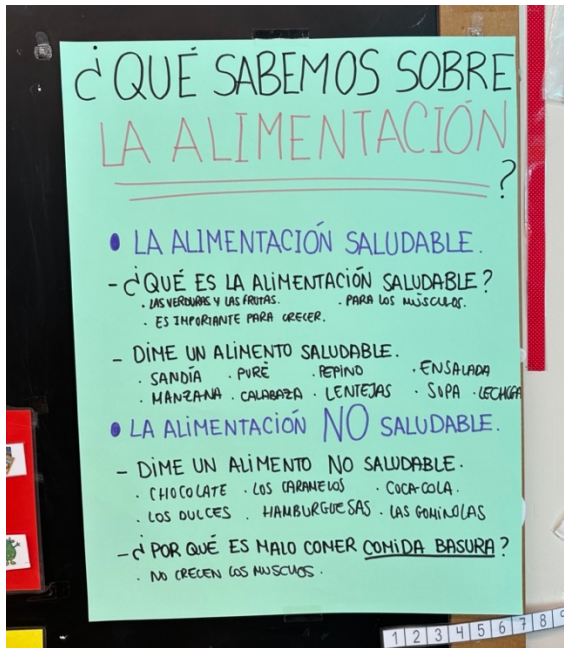 ¿QUÉ SABEMOS SOBRE
LA ALIMENTACIÓN
?
• LA ALIMENTACIÓN SALUDABLE.
- ¿QUÉ ES LA ALIMENTACIÓN SALUDABLE?
· LAS VERDURAS Y LAS FRUTAS. · PARA LOS MÚSCULOS.
· ES IMPORTANTE PARA CRECER.
- DIME UN ALIMENTO SALUDABLE.
· SANDÍA · PURÉ · PEPINO · ENSALADA
· MANZANA · CALABAZA · LENTEJAS · SOPA · LECHUGA
• LA ALIMENTACIÓN NO SALUDABLE.
- DIME UN ALIMENTO NO SALUDABLE.
· CHOCOLATE · LOS CARAMELOS · COCA-COLA.
· LOS DULCES . HAMBURGUESAS · LAS GOMINOLAS
- ¿POR QUÉ ES MALO COMER COMIDA BASURA?
· NO CRECEN LOS MUSCULOS.
1 2 3 4 5 6 7 8